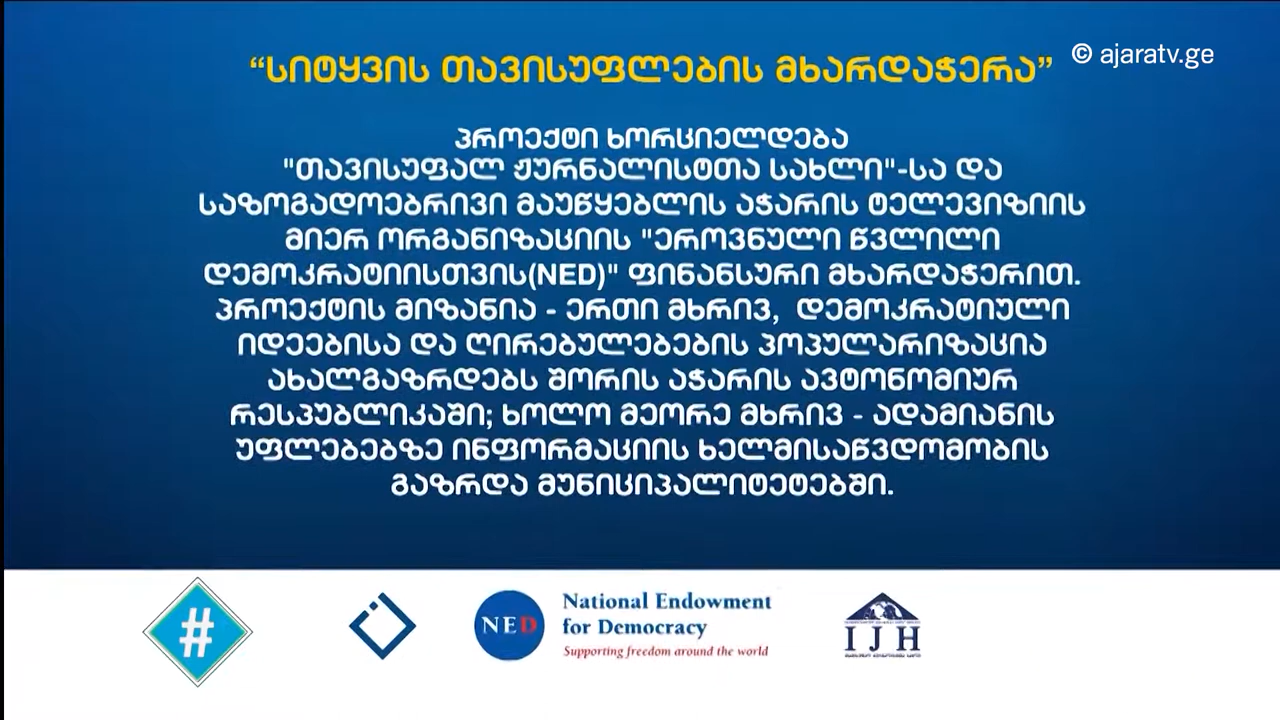 “სიტყვის თავისუფლების მხარდაჭერა”
© ajaratv.ge
პროექტი ხორციელდება
"თავისუფალ ჟურნალისტთა სახლი"-სა და
საზოგადოებრივი მაუწყებლის აჭარის ტელევიზიის
მიერ ორგანიზაციის "ეროვნული წვლილი
დემოკრატიისთვის(NED)" ფინანსური მხარდაჭერით.
პროექტის მიზანია - ერთი მხრივ, დემოკრატიული
იდეებისა და ღირებულებების პოპულარიზაცია
ახალგაზრდებს შორის აჭარის ავტონომიურ
რესპუბლიკაში; ხოლო მეორე მხრივ - ადამიანის
უფლებებზე ინფორმაციის ხელმისაწვდომობის
გაზრდა მუნიციპალიტეტებში.
#
NED
National Endowment
for Democracy
Supporting freedom around the world
IJH